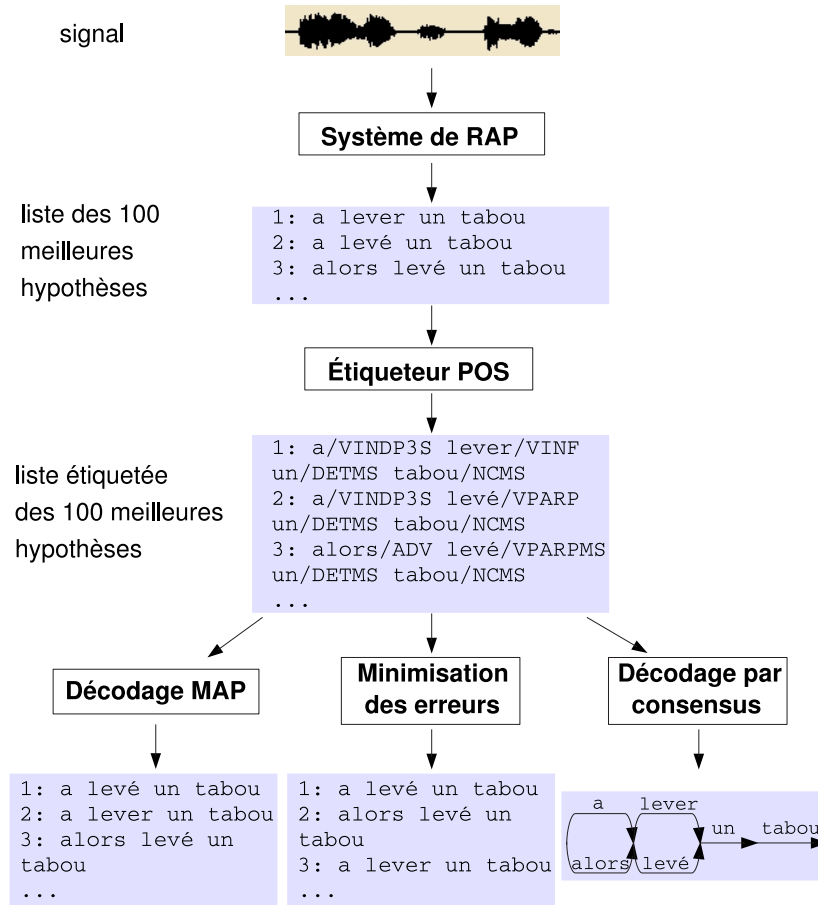 signal
Système de RAP
liste des 100
meilleures
hypothèses
1: a lever un tabou
2: a levé un tabou
3: alors levé un tabou
...
Étiqueteur POS
liste étiquetée
des 100 meilleures
hypothèses
1: a/VINDP3S lever/VINF
un/DETMS tabou/NCMS
2: a/VINDP3S levé/VPARP
un/DETMS tabou/NCMS
3: alors/ADV levé/VPARPMS
un/DETMS tabou/NCMS
...
Décodage MAP
Minimisation
des erreurs
Décodage par
consensus
1: a levé un tabou
2: a lever un tabou
3: alors levé un
tabou
...
1: a levé un tabou
2: alors levé un
tabou
3: a lever un tabou
...
a lever
un tabou
alors levé